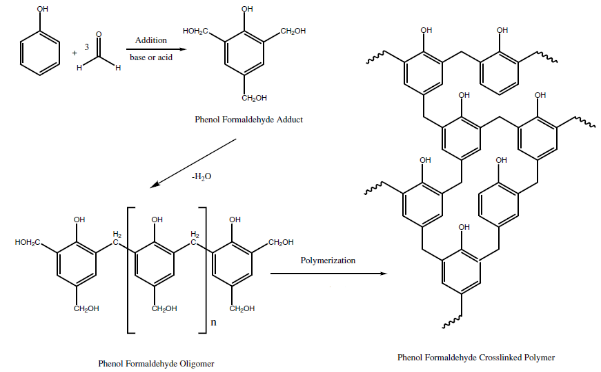 OH
+ 3
O
H H
Addition
base or acid
OH
HOH₂C CH₂OH
CH₂OH
Phenol Formaldehyde Adduct
-H₂O
OH OH OH
HOH₂C H₂ C H₂ C CH₂OH
CH₂OH CH₂OH CH₂OH
n
Phenol Formaldehyde Oligomer
Polymerization
OH OH
OH OH
OH OH
OH
Phenol Formaldehyde Crosslinked Polymer